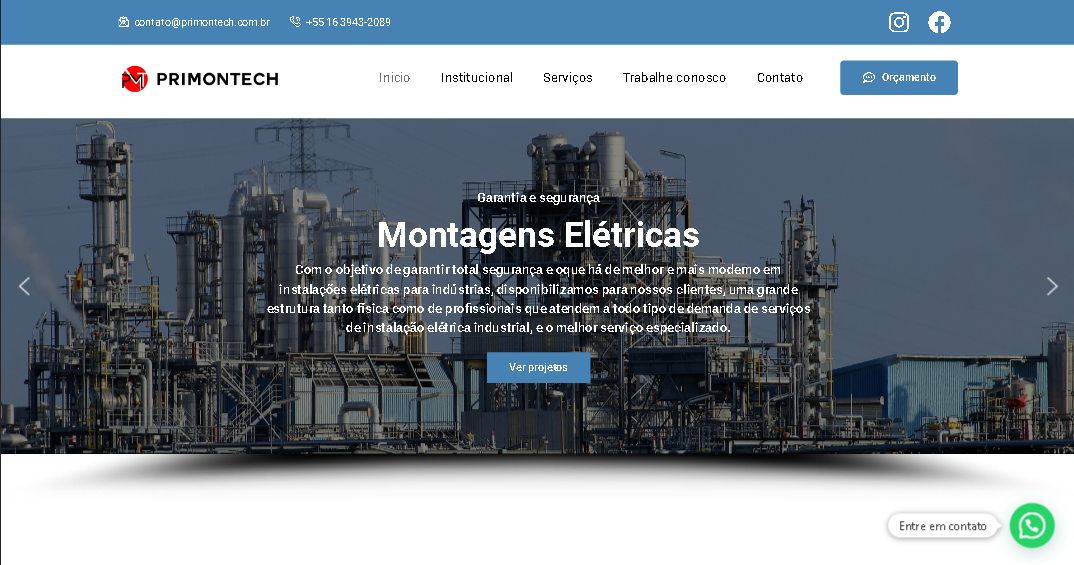 contato@primontech.com.br +55 16 3943-2089
PMT PRIMONTECH
Início Institucional Serviços Trabalhe conosco Contato Orçamento
Garantia e segurança
Montagens Elétricas
Com o objetivo de garantir total segurança e oque há de melhor e mais moderno em
instalações elétricas para indústrias, disponibilizamos para nossos clientes, uma grande
estrutura tanto física como de profissionais que atendem a todo tipo de demanda de serviços
de instalação elétrica industrial, e o melhor serviço especializado.
Ver projetos
Entre em contato